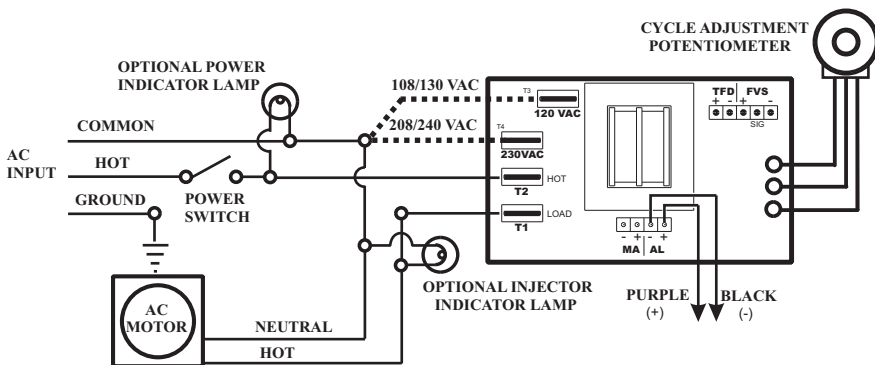 CYCLE ADJUSTMENT
POTENTIOMETER
OPTIONAL POWER
INDICATOR LAMP
108/130 VAC
T3
120 VAC
TFD FVS
+ - + -
SIG
COMMON
208/240 VAC
T4
230VAC
AC
INPUT
HOT
POWER
SWITCH
T2
HOT
GROUND
T1
LOAD
- + - +
MA AL
OPTIONAL INJECTOR
INDICATOR LAMP
PURPLE
(+)
BLACK
(-)
AC
MOTOR
NEUTRAL
HOT